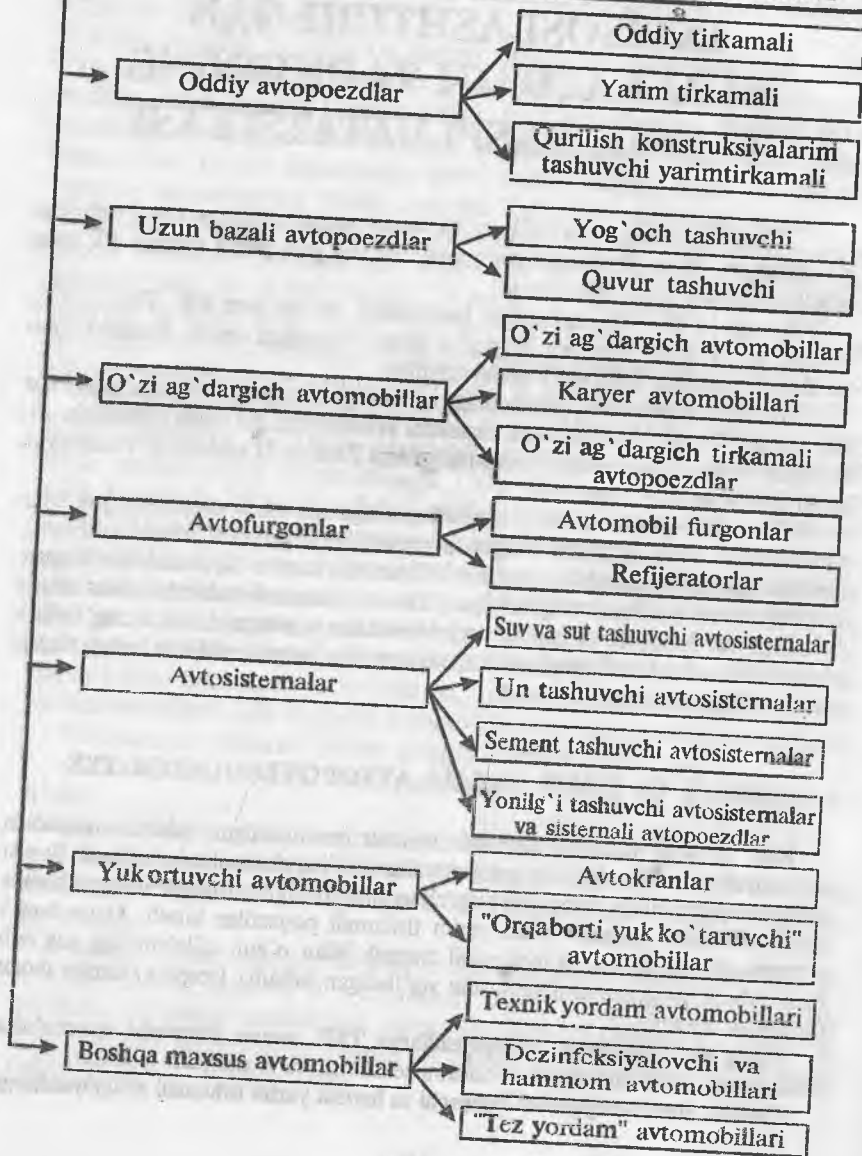 Oddiy avtopoezdlar
Oddiy tirkamali
Yarim tirkamali
Qurilish konstruksiyalarini
tashuvchi yarimtirkamali
Uzun bazali avtopoezdlar
Yog`och tashuvchi
Quvur tashuvchi
O`zi ag`dargich avtomobillar
O`zi ag`dargich avtomobillar
Karyer avtomobillari
O`zi ag`dargich tirkamali
avtopoezdlar
Avtofurgonlar
Avtomobil furgonlar
Refijeratorlar
Avtosisternalar
Suv va sut tashuvchi avtosisternalar
Un tashuvchi avtosisternalar
Sement tashuvchi avtosisternalar
Yonilg`i tashuvchi avtosisternalar
va sisternali avtopoezdlar
Yuk ortuvchi avtomobillar
Avtokranlar
"Orqaborti yuk ko`taruvchi"
avtomobillar
Boshqa maxsus avtomobillar
Texnik yordam avtomobillari
Dezinfeksiyalovchi va
hammom avtomobillari
"Tez yordam" avtomobillari